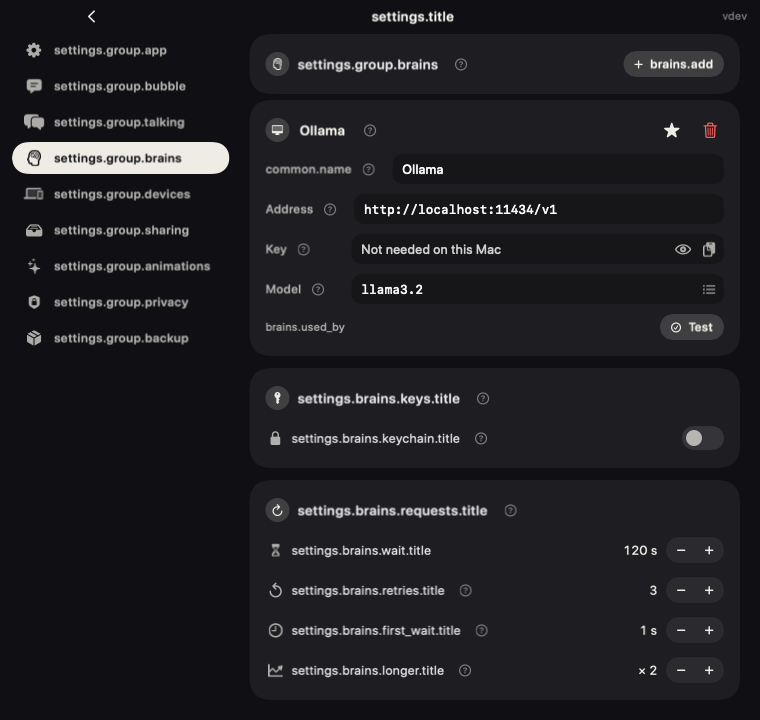 settings.title
vdev
settings.group.app
settings.group.bubble
settings.group.talking
settings.group.brains
settings.group.devices
settings.group.sharing
settings.group.animations
settings.group.privacy
settings.group.backup
settings.group.brains
+ brains.add
Ollama
common.name
Ollama
Address
http://localhost:11434/v1
Key
Not needed on this Mac
Model
llama3.2
brains.used_by
Test
settings.brains.keys.title
settings.brains.keychain.title
settings.brains.requests.title
settings.brains.wait.title
120 s
− +
settings.brains.retries.title
3
− +
settings.brains.first_wait.title
1 s
− +
settings.brains.longer.title
× 2
− +